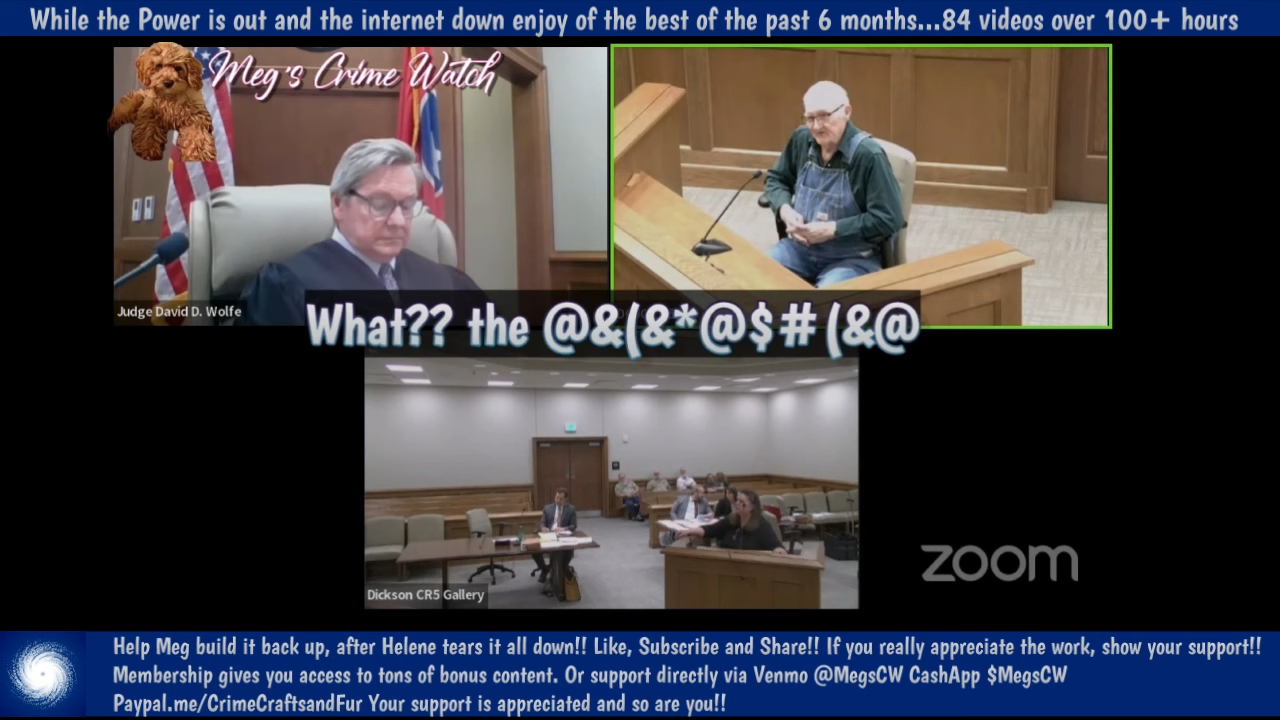 While the Power is out and the internet down enjoy of the best of the past 6 months...84 videos over 100+ hours
Meg's Crime Watch
Judge David D. Wolfe
What?? the @&(&*@$#(&@
Dickson CR5 Gallery
zoom
Help Meg build it back up, after Helene tears it all down!! Like, Subscribe and Share!! If you really appreciate the work, show your support!!
Membership gives you access to tons of bonus content. Or support directly via Venmo @MegsCW CashApp $MegsCW
Paypal.me/CrimeCraftsandFur Your support is appreciated and so are you!!